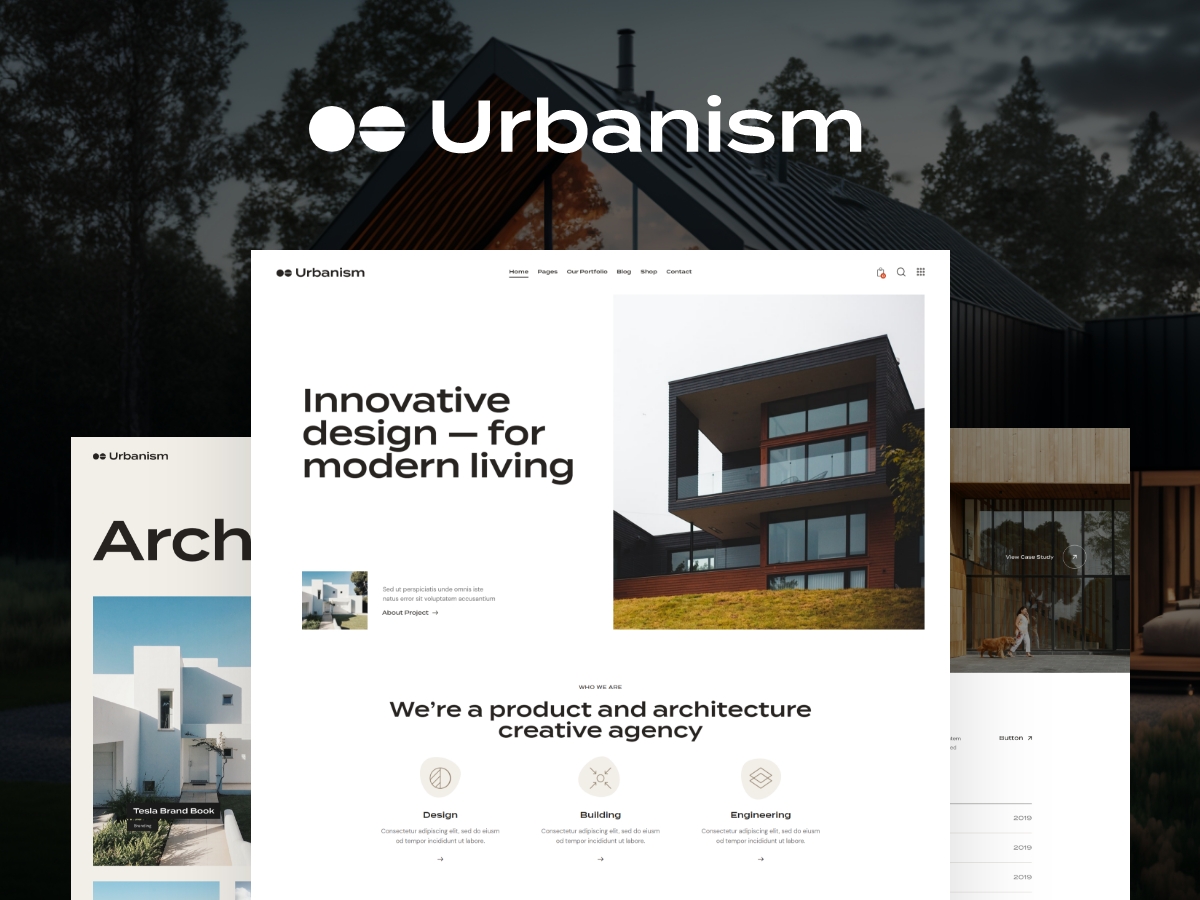 Urbanism
Urbanism
Home Pages Our Portfolio Blog Shop Contact
Innovative
design — for
modern living
Sed ut perspiciatis unde omnis iste
natus error sit voluptatem accusantium
About Project →
WHO WE ARE
We're a product and architecture
creative agency
Design
Consectetur adipiscing elit, sed do eiusm
od tempor incididunt ut labore.
→
Building
Consectetur adipiscing elit, sed do eiusm
od tempor incididunt ut labore.
→
Engineering
Consectetur adipiscing elit, sed do eiusm
od tempor incididunt ut labore.
→
Urbanism
Arch
Tesla Brand Book
Branding
View Case Study
Button
2019
2019
2019